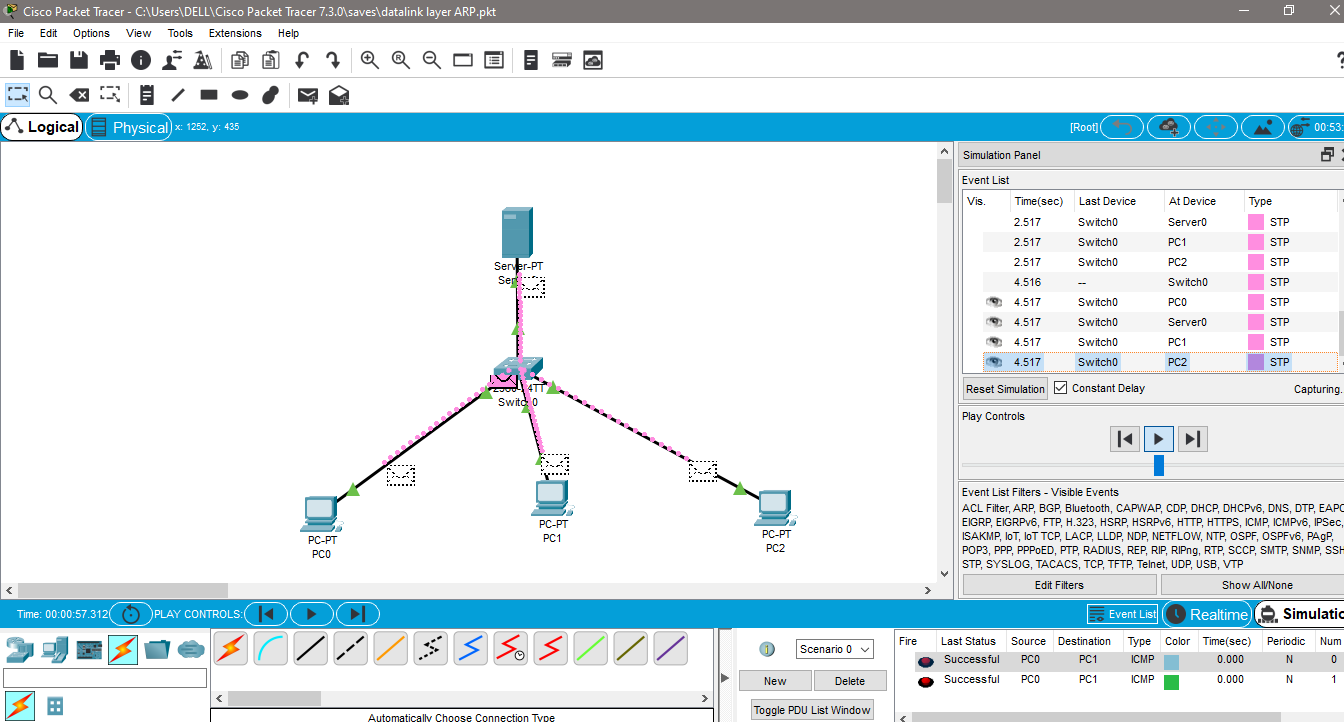 Cisco Packet Tracer - C:\Users\DELL\Cisco Packet Tracer 7.3.0\saves\datalink layer ARP.pkt
File Edit Options View Tools Extensions Help
Logical Physical x: 1252, y: 435 [Root] 00:53:
Server-PT
Ser
Switch0
PC-PT
PC0
PC-PT
PC1
PC-PT
PC2
Simulation Panel
Event List
Vis. Time(sec) Last Device At Device Type
2.517 Switch0 Server0 STP
2.517 Switch0 PC1 STP
2.517 Switch0 PC2 STP
4.516 -- Switch0 STP
4.517 Switch0 PC0 STP
4.517 Switch0 Server0 STP
4.517 Switch0 PC1 STP
4.517 Switch0 PC2 STP
Reset Simulation Constant Delay Capturing.
Play Controls
Event List Filters - Visible Events
ACL Filter, ARP, BGP, Bluetooth, CAPWAP, CDP, DHCP, DHCPv6, DNS, DTP, EAPO
EIGRP, EIGRPv6, FTP, H.323, HSRP, HSRPv6, HTTP, HTTPS, ICMP, ICMPv6, IPSec,
ISAKMP, IoT, IoT TCP, LACP, LLDP, NDP, NETFLOW, NTP, OSPF, OSPFv6, PAgP,
POP3, PPP, PPPoED, PTP, RADIUS, REP, RIP, RIPng, RTP, SCCP, SMTP, SNMP, SSH
STP, SYSLOG, TACACS, TCP, TFTP, Telnet, UDP, USB, VTP
Edit Filters Show All/None
Time: 00:00:57.312 PLAY CONTROLS: Event List Realtime Simulatio
Scenario 0
New Delete
Toggle PDU List Window
Fire Last Status Source Destination Type Color Time(sec) Periodic Num
Successful PC0 PC1 ICMP 0.000 N 0
Successful PC0 PC1 ICMP 0.000 N 1
Automatically Choose Connection Type